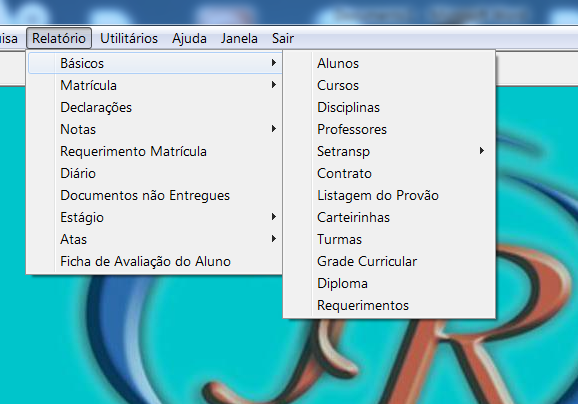 isa Relatório Utilitários Ajuda Janela Sair
Básicos
Matrícula
Declarações
Notas
Requerimento Matrícula
Diário
Documentos não Entregues
Estágio
Atas
Ficha de Avaliação do Aluno
Alunos
Cursos
Disciplinas
Professores
Setransp
Contrato
Listagem do Provão
Carteirinhas
Turmas
Grade Curricular
Diploma
Requerimentos